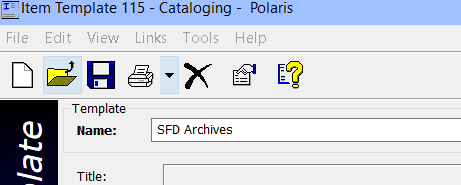 Item Template 115 - Cataloging - Polaris
File Edit View Links Tools Help
Template
Name: SFD Archives
Title: